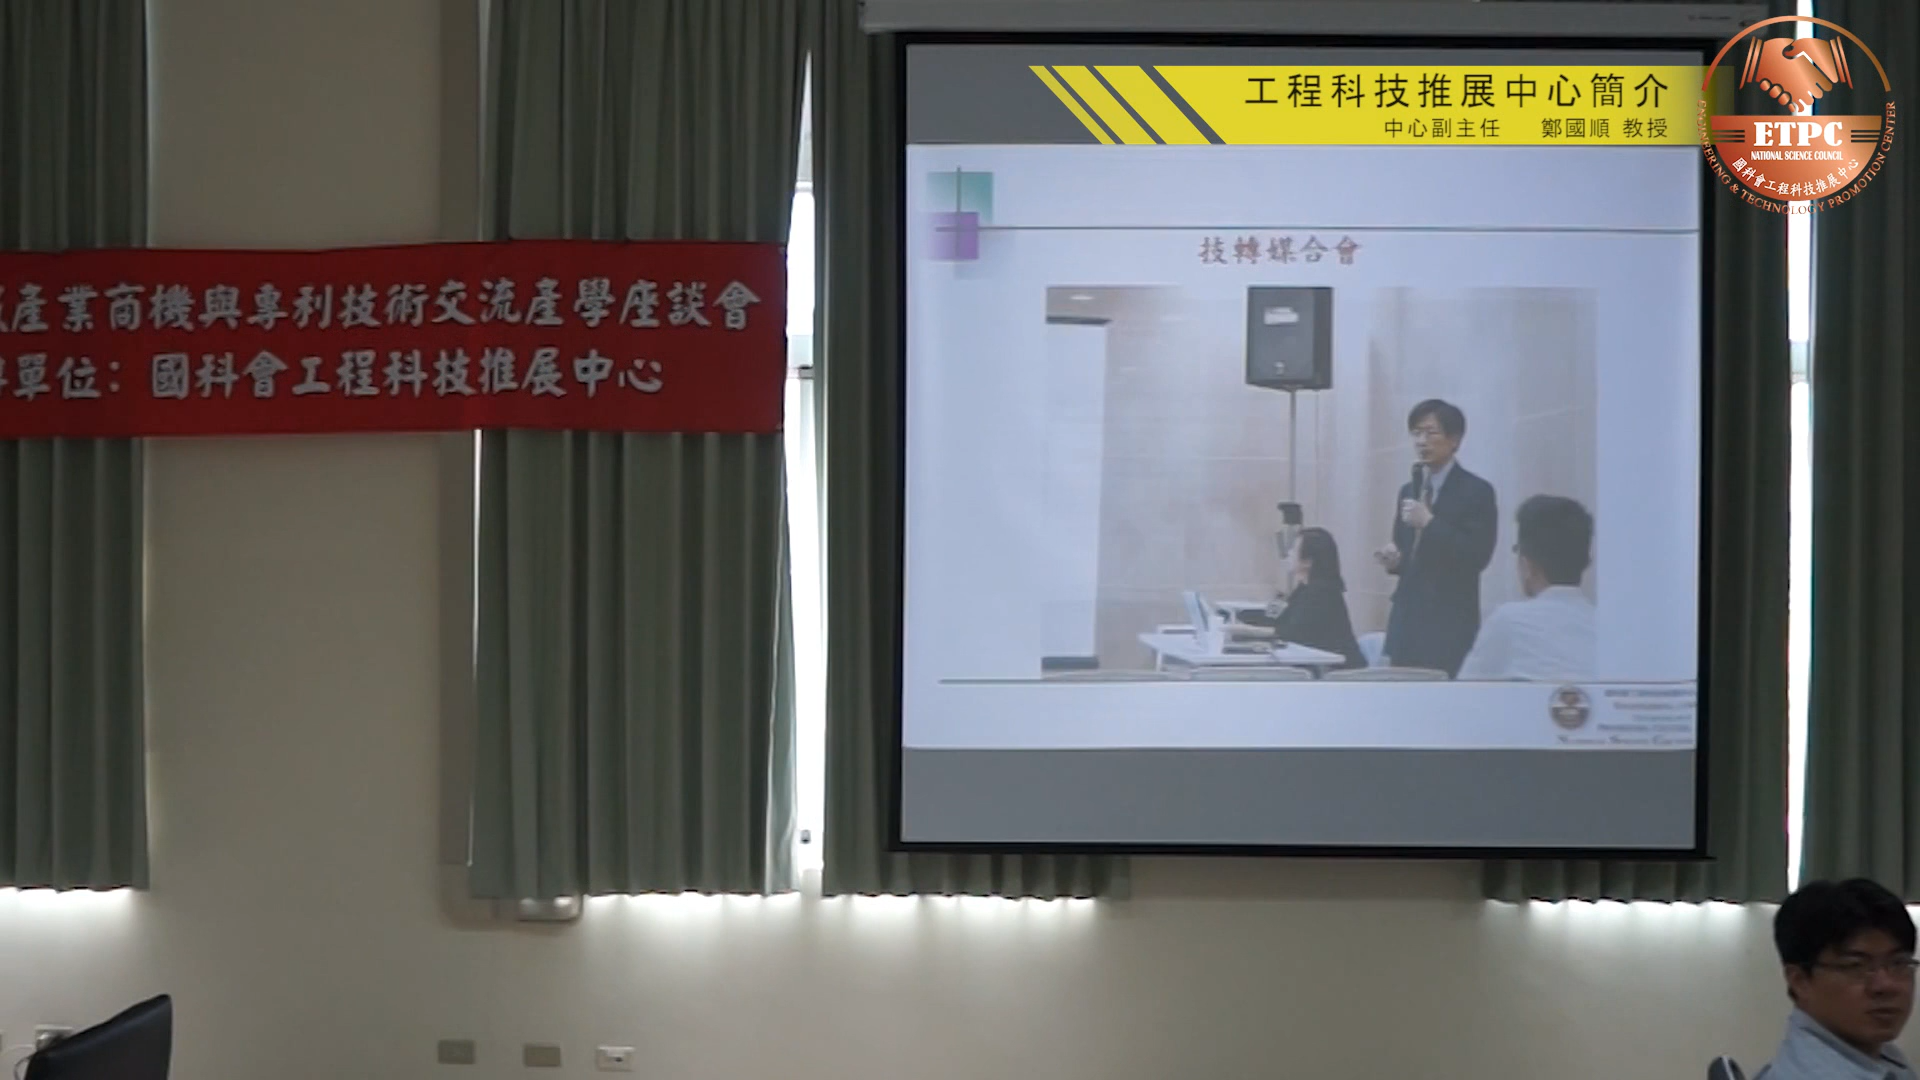 工程科技推展中心簡介
中心副主任 鄭國順 教授
ETPC
NATIONAL SCIENCE COUNCIL
國科會工程科技推展中心
ENGINEERING & TECHNOLOGY PROMOTION CENTER
技轉媒合會
產業商機與專利技術交流產學座談會
單位：國科會工程科技推展中心